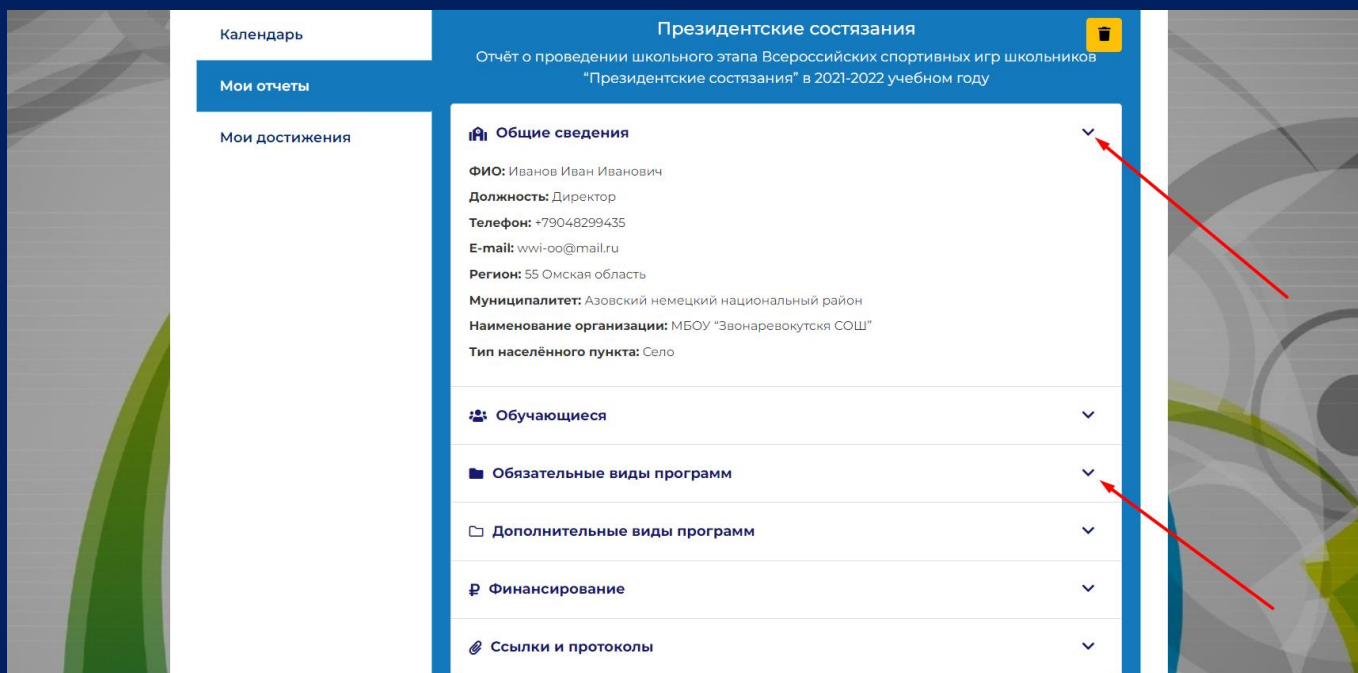 Календарь
Мои отчеты
Мои достижения
Президентские состязания
Отчёт о проведении школьного этапа Всероссийских спортивных игр школьников
“Президентские состязания” в 2021-2022 учебном году
Общие сведения
ФИО: Иванов Иван Иванович
Должность: Директор
Телефон: +79048299435
E-mail: wwi-oo@mail.ru
Регион: 55 Омская область
Муниципалитет: Азовский немецкий национальный район
Наименование организации: МБОУ “Звонаревокутскя СОШ”
Тип населённого пункта: Село
Обучающиеся
Обязательные виды программ
Дополнительные виды программ
₽ Финансирование
Ссылки и протоколы